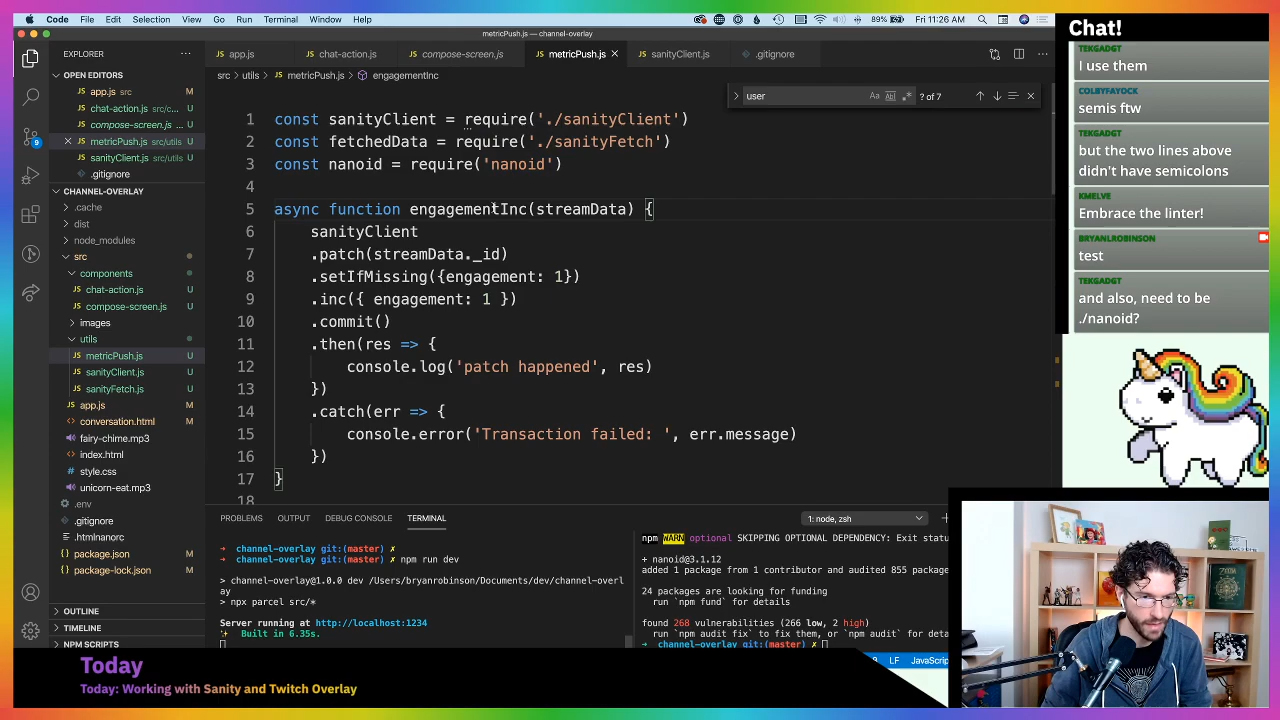 Code File Edit Selection View Go Run Terminal Window Help
89% Fri 11:26 AM
metricPush.js — channel-overlay
EXPLORER
OPEN EDITORS
app.js src M
chat-action.js src/c... U
compose-screen.js ... U
metricPush.js src/utils U
sanityClient.js src/utils U
.gitignore
9
CHANNEL-OVERLAY
.cache
dist
node_modules
src
components
chat-action.js U
compose-screen.js U
images
utils
metricPush.js U
sanityClient.js U
sanityFetch.js U
app.js M
conversation.html M
fairy-chime.mp3
index.html
style.css
unicorn-eat.mp3
.env
.gitignore
.htmlnanorc
package.json M
package-lock.json M
OUTLINE
TIMELINE
NPM SCRIPTS
app.js chat-action.js compose-screen.js metricPush.js sanityClient.js .gitignore
src > utils > metricPush.js > engagementInc
user Aa Abl .* ? of 7
1 const sanityClient = require('./sanityClient')
2 const fetchedData = require('./sanityFetch')
3 const nanoid = require('nanoid')
4
5 async function engagementInc(streamData) {
6 sanityClient
7 .patch(streamData._id)
8 .setIfMissing({engagement: 1})
9 .inc({ engagement: 1 })
10 .commit()
11 .then(res => {
12 console.log('patch happened', res)
13 })
14 .catch(err => {
15 console.error('Transaction failed: ', err.message)
16 })
17 }
18
PROBLEMS OUTPUT DEBUG CONSOLE TERMINAL
1: node, zsh
→ channel-overlay git:(master) ✗
→ channel-overlay git:(master) ✗ npm run dev
> channel-overlay@1.0.0 dev /Users/bryanrobinson/Documents/dev/channel-overl
ay
> npx parcel src/*
Server running at http://localhost:1234
✨ Built in 6.35s.
npm WARN optional SKIPPING OPTIONAL DEPENDENCY: Exit statu
+ nanoid@3.1.12
added 1 package from 1 contributor and audited 855 packa
24 packages are looking for funding
run `npm fund` for details
found 268 vulnerabilities (266 low, 2 high)
run `npm audit fix` to fix them, or `npm audit` for deta
→ channel-overlay git:(master) ✗
LF JavaScrip
Chat!
TEKGADGT
I use them
COLBYFAYOCK
semis ftw
TEKGADGT
but the two lines above
didn't have semicolons
KMELVE
Embrace the linter!
BRYANLROBINSON
test
TEKGADGT
and also, need to be
./nanoid?
Today
Today: Working with Sanity and Twitch Overlay